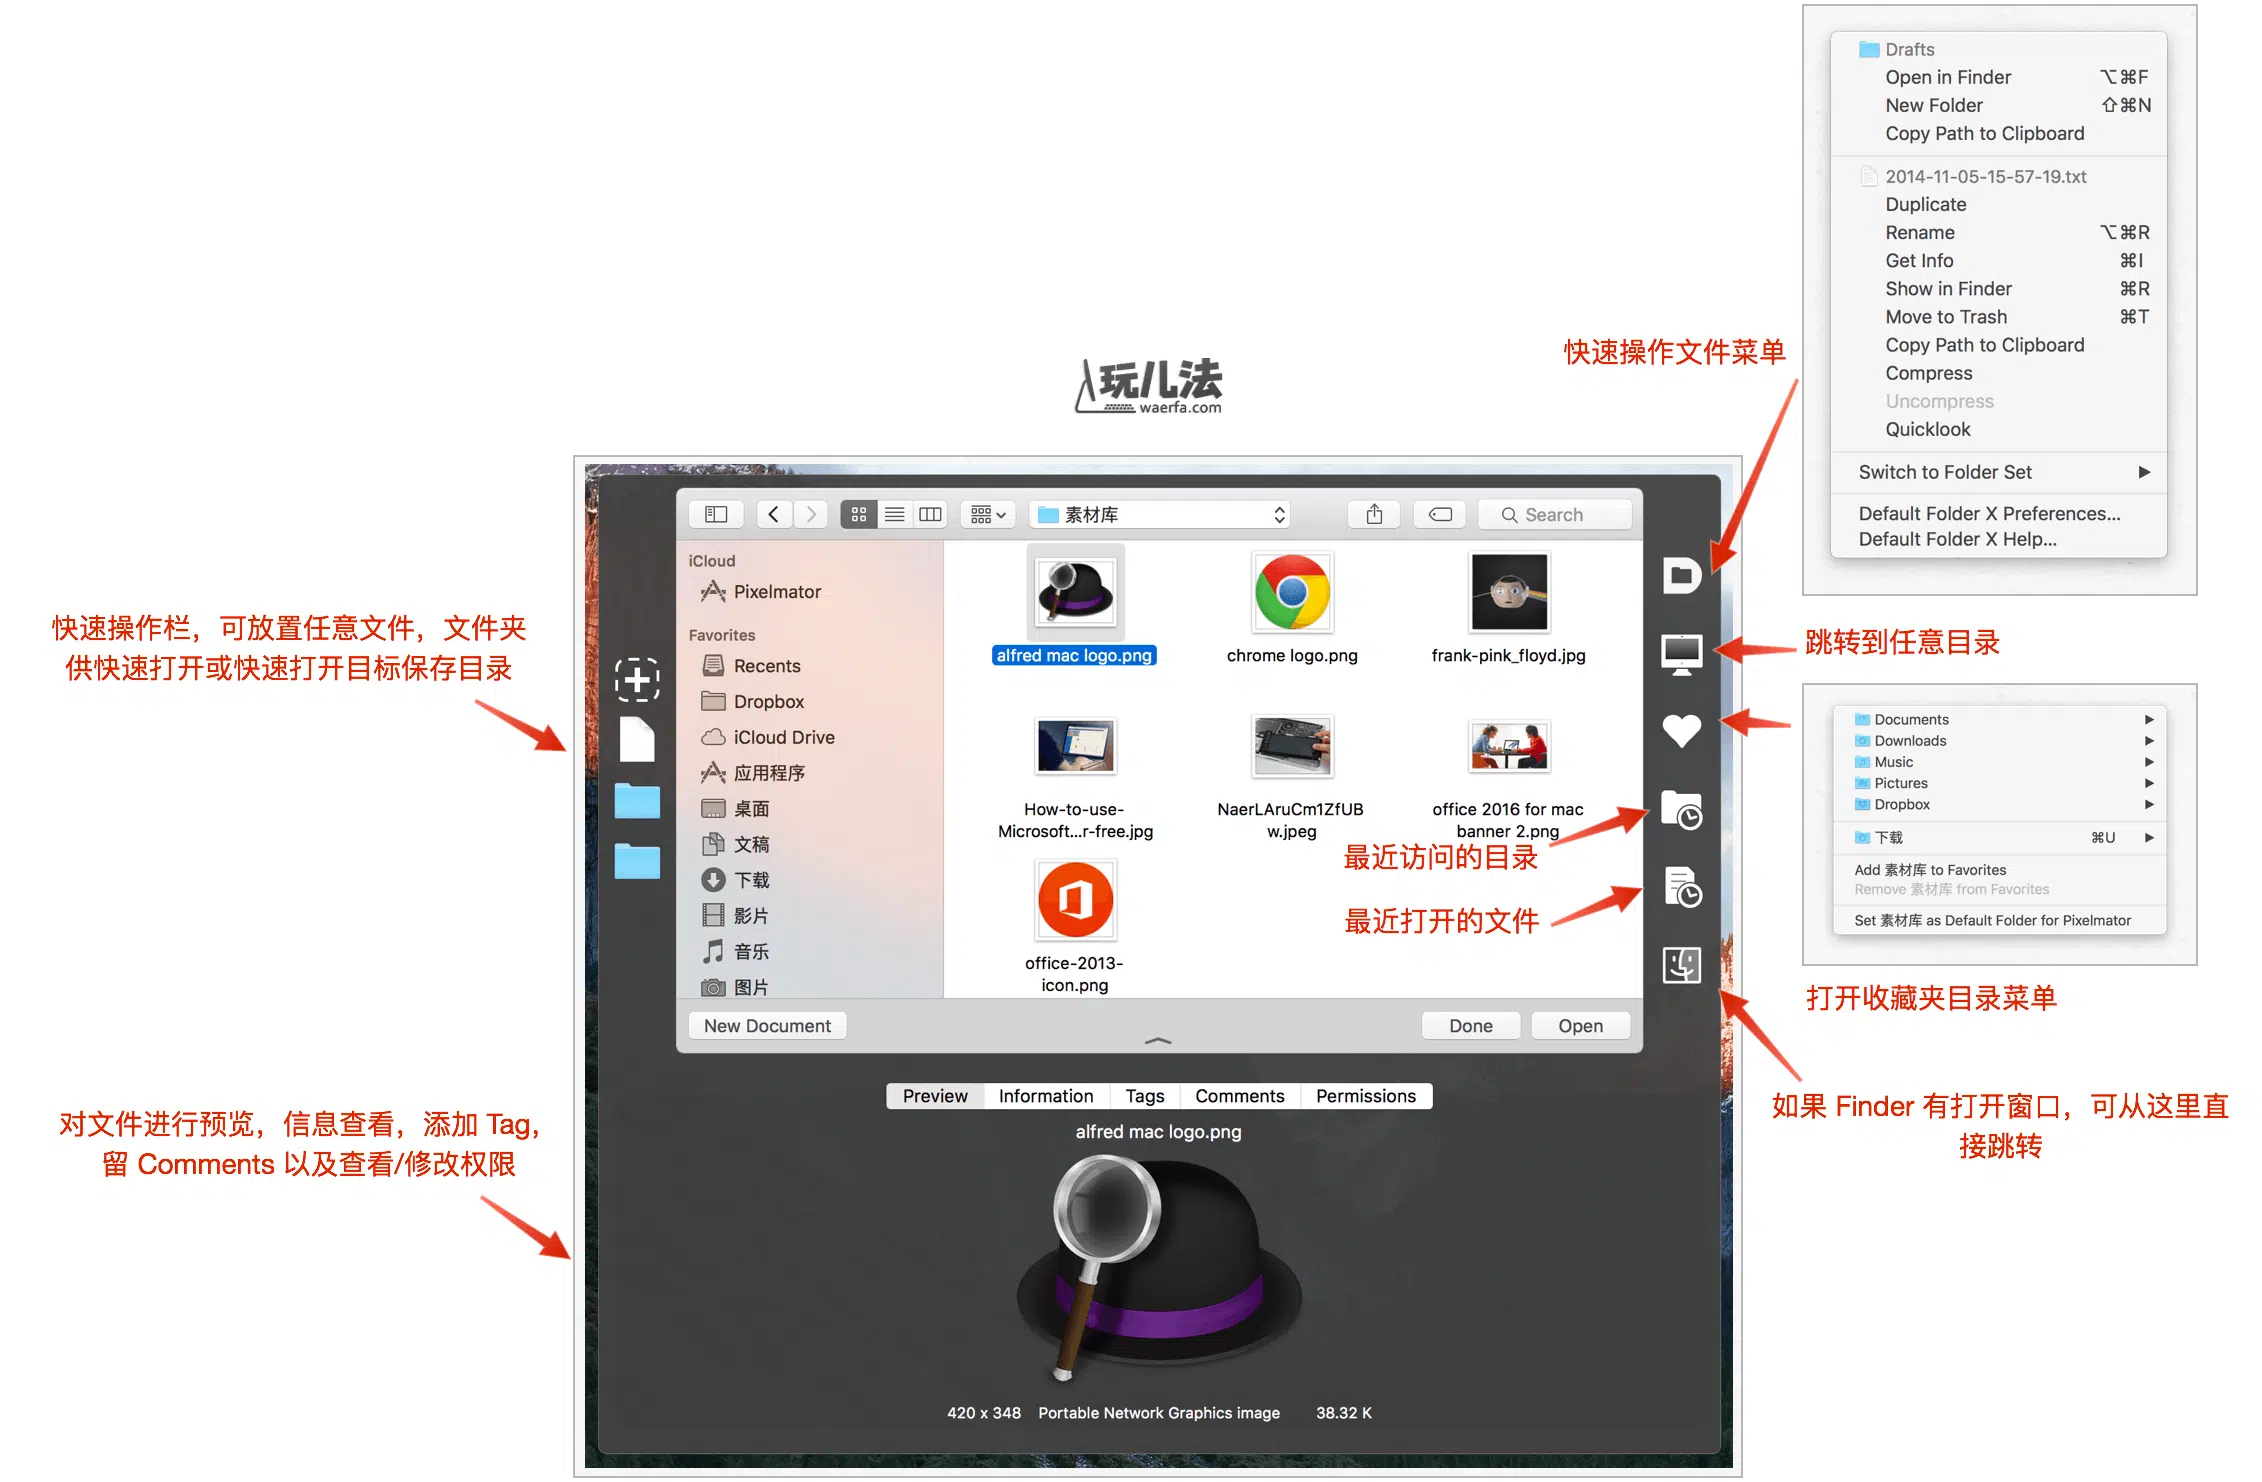 Drafts
Open in Finder ⌥⌘F
New Folder ⇧⌘N
Copy Path to Clipboard
2014-11-05-15-57-19.txt
Duplicate
Rename ⌥⌘R
Get Info ⌘I
Show in Finder ⌘R
Move to Trash ⌘T
Copy Path to Clipboard
Compress
Uncompress
Quicklook
Switch to Folder Set
Default Folder X Preferences...
Default Folder X Help...
快速操作文件菜单
玩儿法
waerfa.com
素材库
Search
iCloud
Pixelmator
Favorites
Recents
Dropbox
iCloud Drive
应用程序
桌面
文稿
下载
影片
音乐
图片
alfred mac logo.png
chrome logo.png
frank-pink_floyd.jpg
How-to-use-
Microsoft...r-free.jpg
NaerLAruCm1ZfUB
w.jpeg
office 2016 for mac
banner 2.png
office-2013-
icon.png
New Document
Done
Open
快速操作栏，可放置任意文件，文件夹
供快速打开或快速打开目标保存目录
跳转到任意目录
最近访问的目录
最近打开的文件
Documents
Downloads
Music
Pictures
Dropbox
下载 ⌘U
Add 素材库 to Favorites
Remove 素材库 from Favorites
Set 素材库 as Default Folder for Pixelmator
打开收藏夹目录菜单
如果 Finder 有打开窗口，可从这里直
接跳转
对文件进行预览，信息查看，添加 Tag，
留 Comments 以及查看/修改权限
Preview Information Tags Comments Permissions
alfred mac logo.png
420 x 348 Portable Network Graphics image 38.32 K